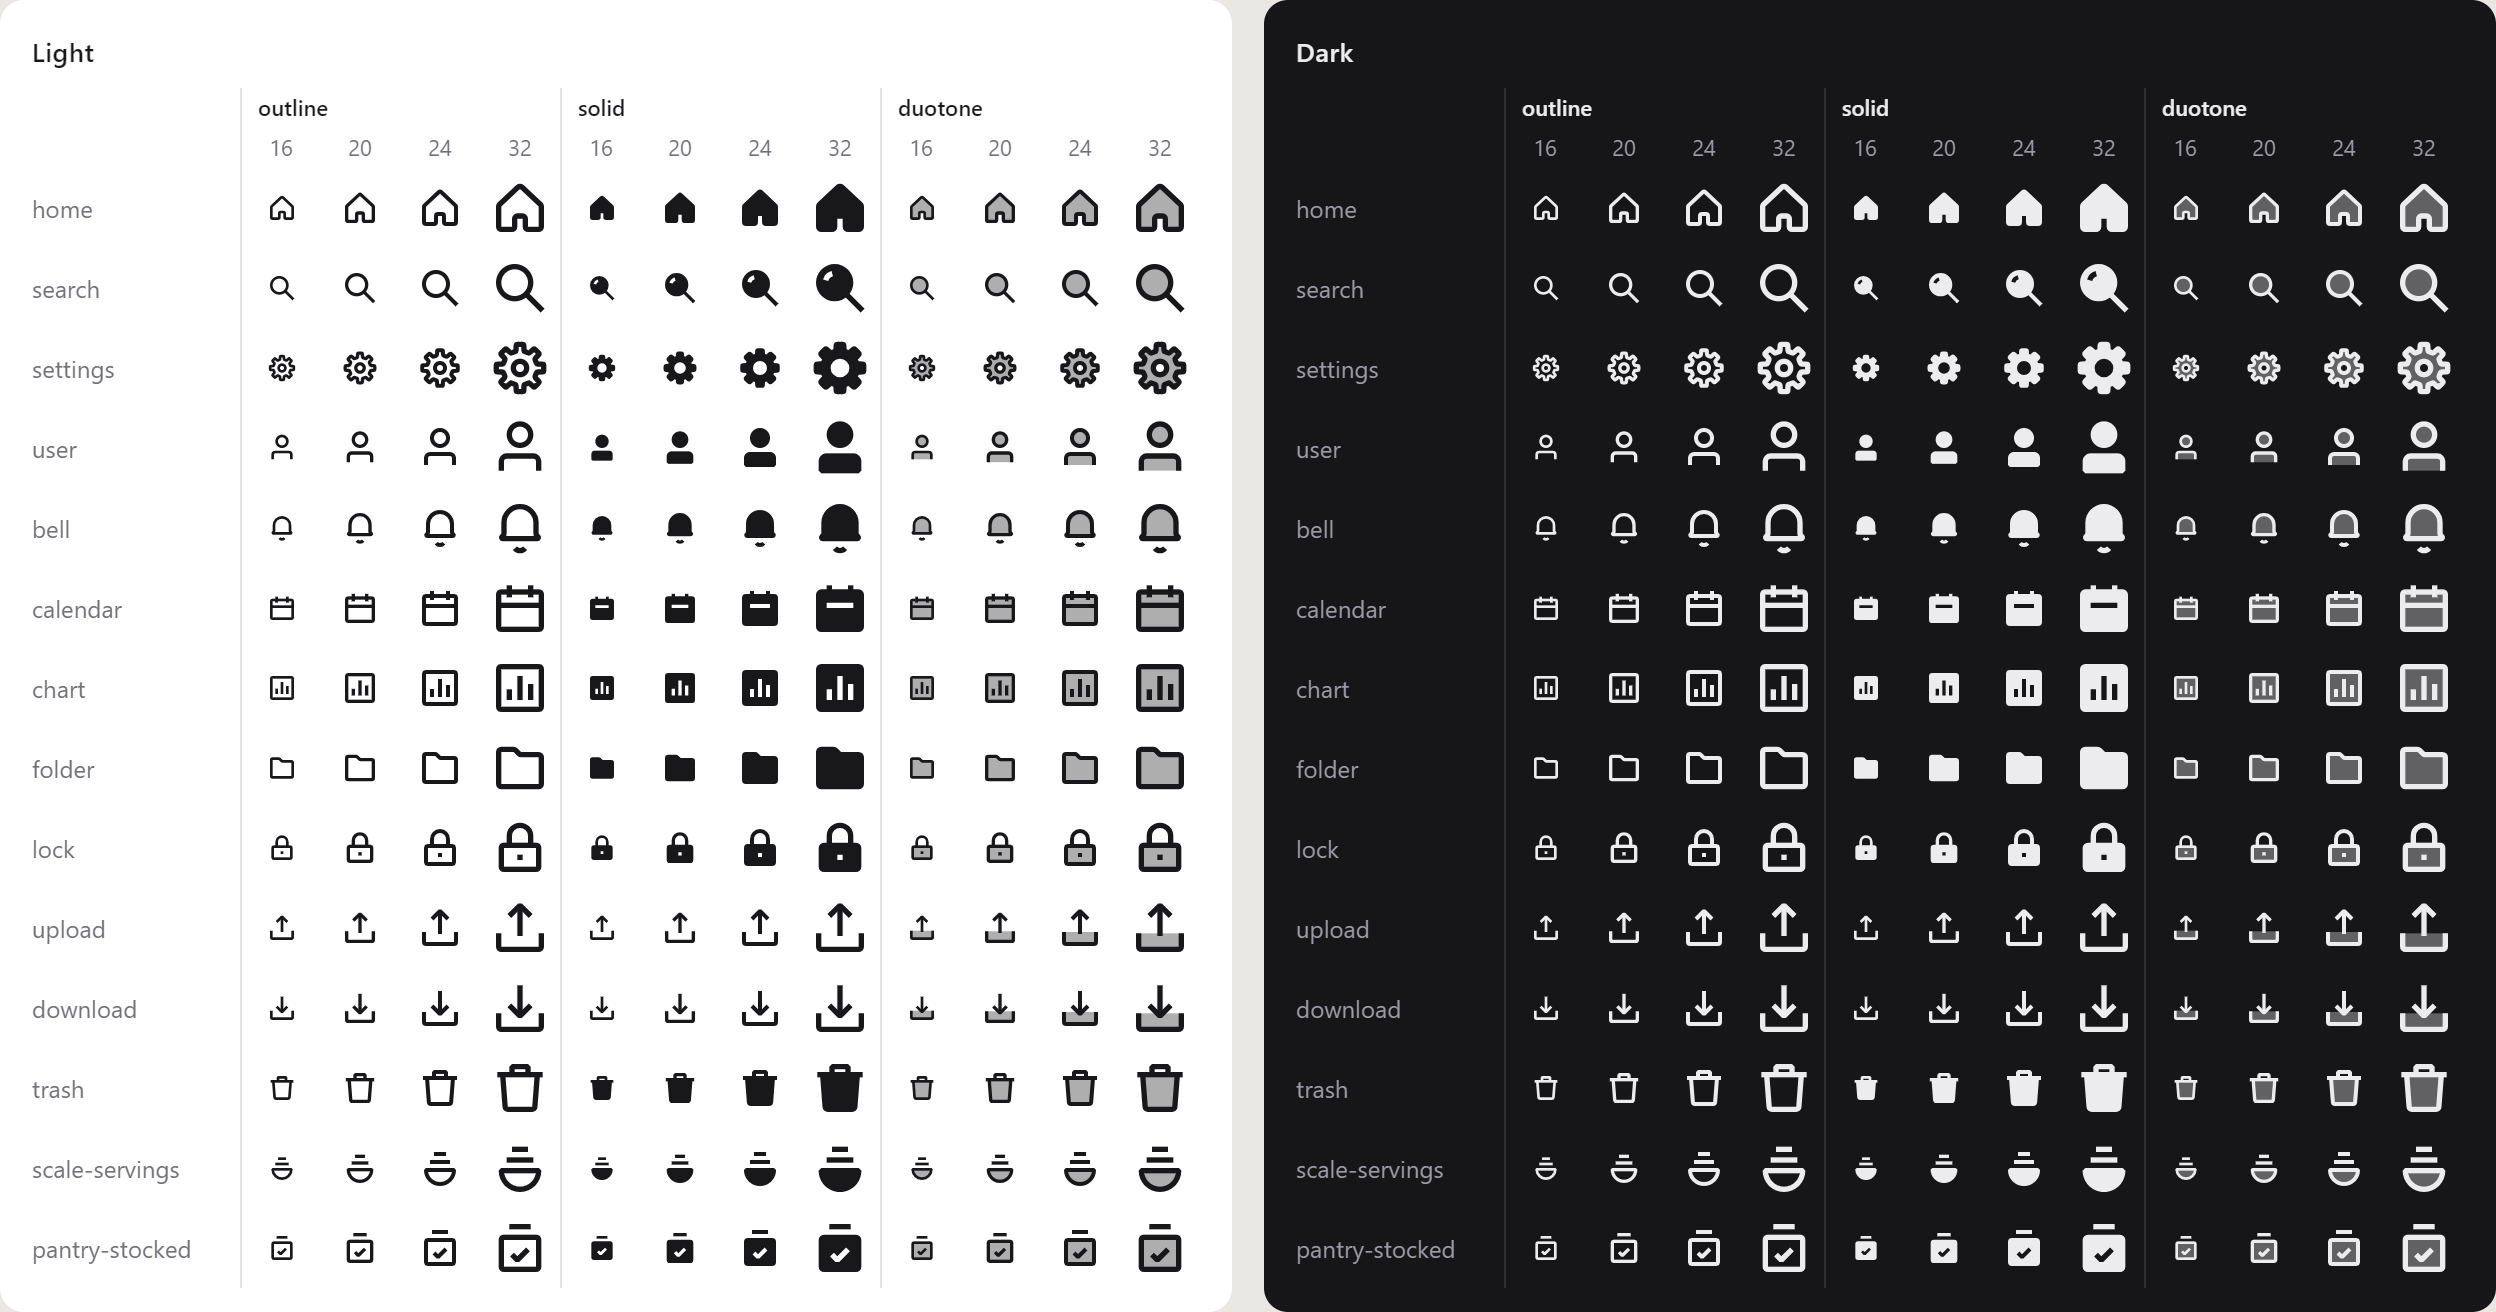 Light
outline solid duotone
16 20 24 32 16 20 24 32 16 20 24 32
home
search
settings
user
bell
calendar
chart
folder
lock
upload
download
trash
scale-servings
pantry-stocked
Dark
outline solid duotone
16 20 24 32 16 20 24 32 16 20 24 32
home
search
settings
user
bell
calendar
chart
folder
lock
upload
download
trash
scale-servings
pantry-stocked